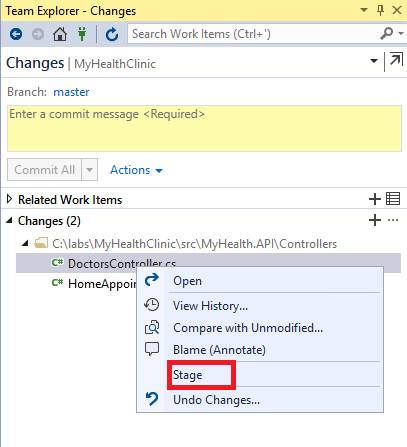 Team Explorer - Changes
Search Work Items (Ctrl+')
Changes | MyHealthClinic
Branch: master
Enter a commit message <Required>
Commit All Actions
Related Work Items
Changes (2)
C:\labs\MyHealthClinic\src\MyHealth.API\Controllers
C# DoctorsController.cs
C# HomeAppoin
Open
View History...
Compare with Unmodified...
Blame (Annotate)
Stage
Undo Changes...